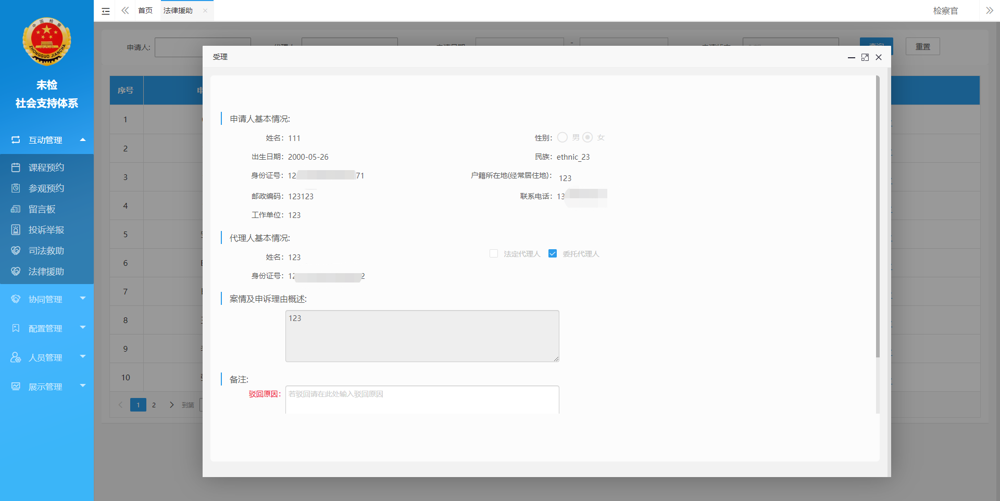 首页
法律援助
检察官
中国检察
ZHONGGUO JIANCHA
未检
社会支持体系
互动管理
课程预约
参观预约
留言板
投诉举报
司法救助
法律援助
协同管理
配置管理
人员管理
展示管理
申请人:
-
重置
序号
1
2
3
4
5
6
7
8
9
10
1 2 到第
受理
申请人基本情况:
姓名: 111
性别: 男 女
出生日期: 2000-05-26
民族: ethnic_23
身份证号: 12 71
户籍所在地(经常居住地): 123
邮政编码: 123123
联系电话: 13
工作单位: 123
代理人基本情况:
姓名: 123
法定代理人 委托代理人
身份证号: 12 2
案情及申诉理由概述:
123
备注:
驳回原因: 若驳回请在此处输入驳回原因